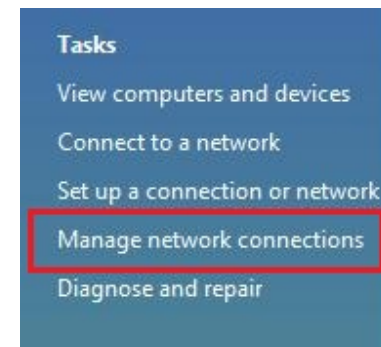 Tasks
View computers and devices
Connect to a network
Set up a connection or network
Manage network connections
Diagnose and repair